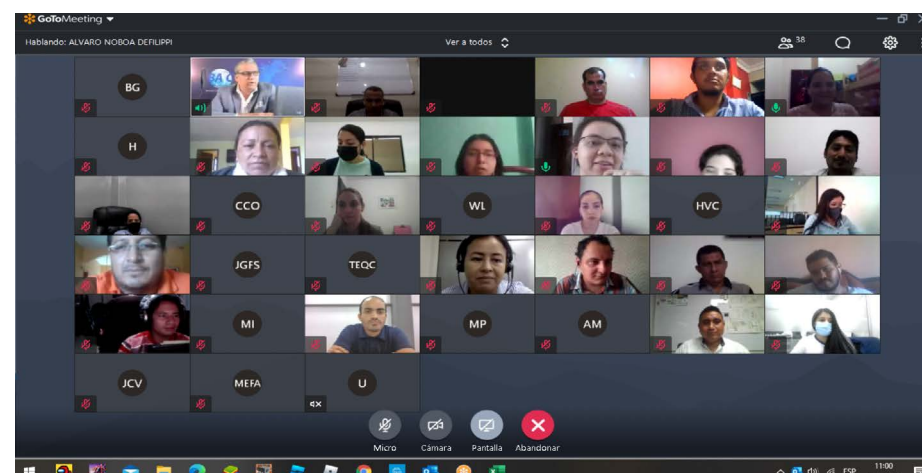 GoToMeeting
Hablando: ALVARO NOBOA DEFILIPPI
Ver a todos
38
BG
H
CCO
WL
HVC
JGFS
TEQC
MI
MP
AM
JCV
MEFA
U
Micro
Cámara
Pantalla
Abandonar
ESP
11:00